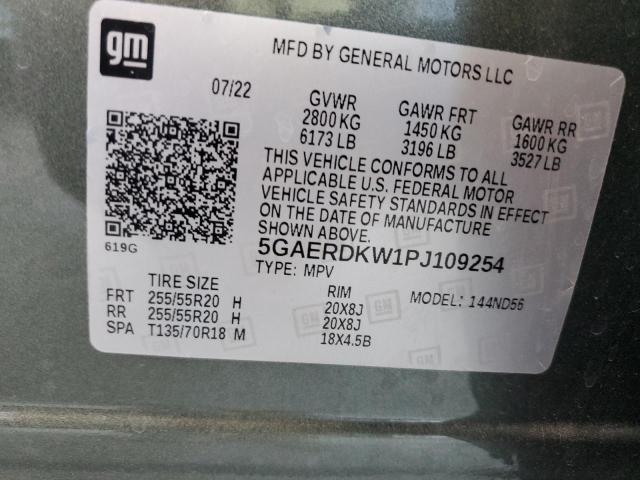 gm
MFD BY GENERAL MOTORS LLC
07/22
GVWR GAWR FRT GAWR RR
2800 KG 1450 KG 1600 KG
6173 LB 3196 LB 3527 LB
THIS VEHICLE CONFORMS TO ALL
APPLICABLE U.S. FEDERAL MOTOR
VEHICLE SAFETY STANDARDS IN EFFECT
ON THE DATE OF MANUFACTURE
SHOWN ABOVE.
619G
5GAERDKW1PJ109254
TYPE: MPV
TIRE SIZE RIM MODEL: 144ND56
FRT 255/55R20 H 20X8J
RR 255/55R20 H 20X8J
SPA T135/70R18 M 18X4.5B